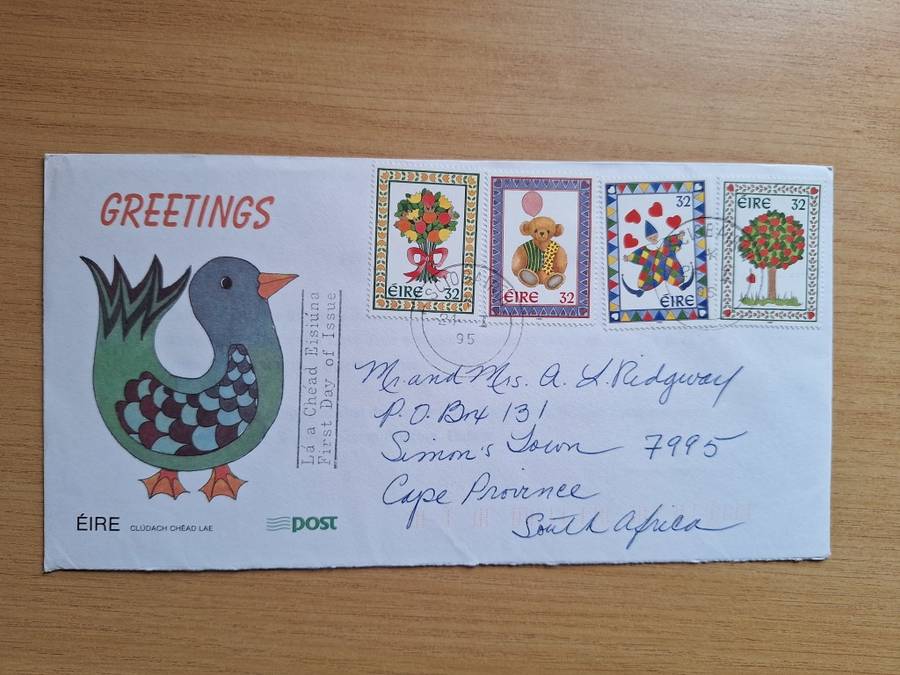 GREETINGS
ÉIRE 32
ÉIRE 32
32 ÉIRE
ÉIRE 32
95
Lá a Chéad Eisiúna
First Day of Issue
Mr. and Mrs. A. L. Ridgway
P.O. Box 131
Simon's Town 7995
Cape Province
South Africa
ÉIRE CLÚDACH CHÉAD LAE
post